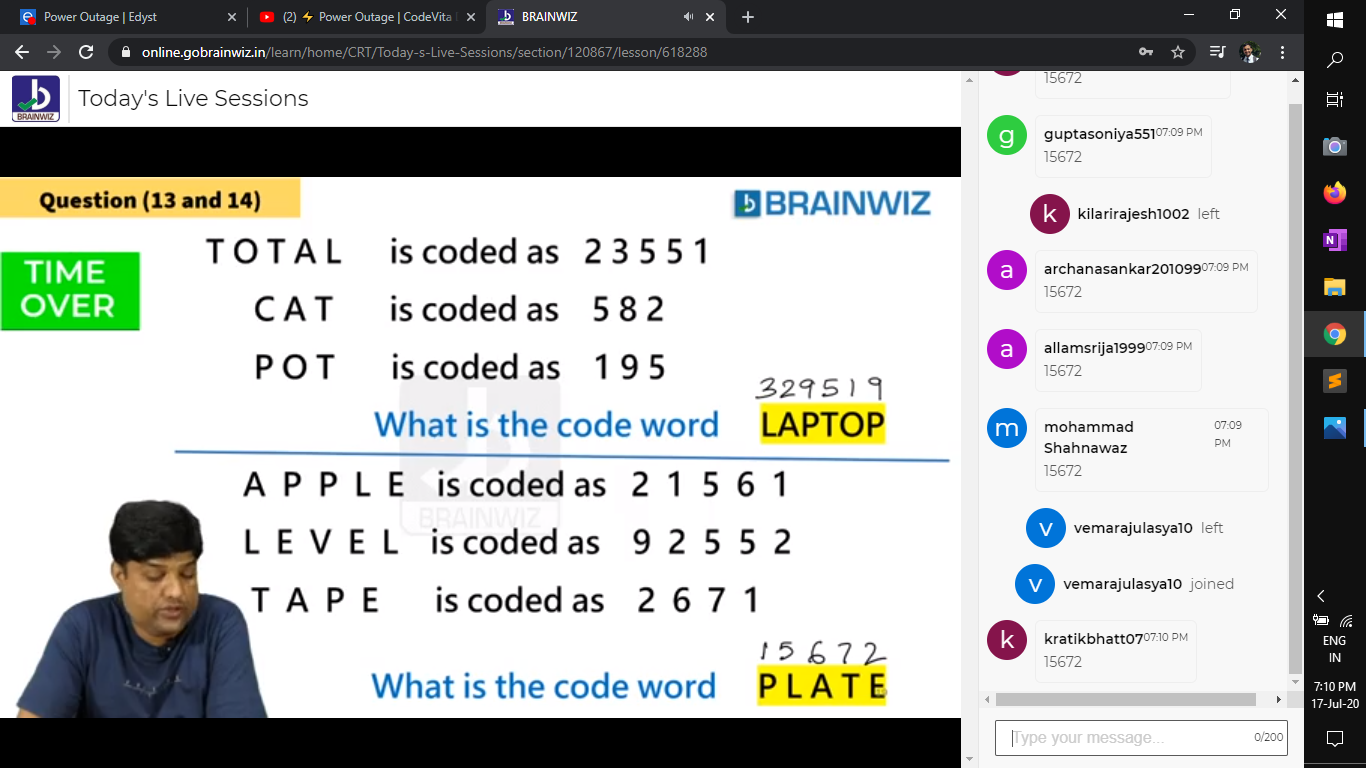 Power Outage | Edyst
(2) ⚡ Power Outage | CodeVita
BRAINWIZ
online.gobrainwiz.in/learn/home/CRT/Today-s-Live-Sessions/section/120867/lesson/618288
BRAINWIZ
Today's Live Sessions
Question (13 and 14)
BRAINWIZ
TIME
OVER
TOTAL is coded as 23551
CAT is coded as 582
POT is coded as 195
329519
What is the code word LAPTOP
APPLE is coded as 21561
BRAINWIZ
LEVEL is coded as 92552
TAPE is coded as 2671
15672
What is the code word PLATE
15672
g guptasoniya551 07:09 PM
15672
k kilarirajesh1002 left
a archanasankar201099 07:09 PM
15672
a allamsrija1999 07:09 PM
15672
m mohammad 07:09
Shahnawaz PM
15672
v vemarajulasya10 left
v vemarajulasya10 joined
k kratikbhatt07 07:10 PM
15672
Type your message... 0/200
N
ENG
IN
7:10 PM
17-Jul-20